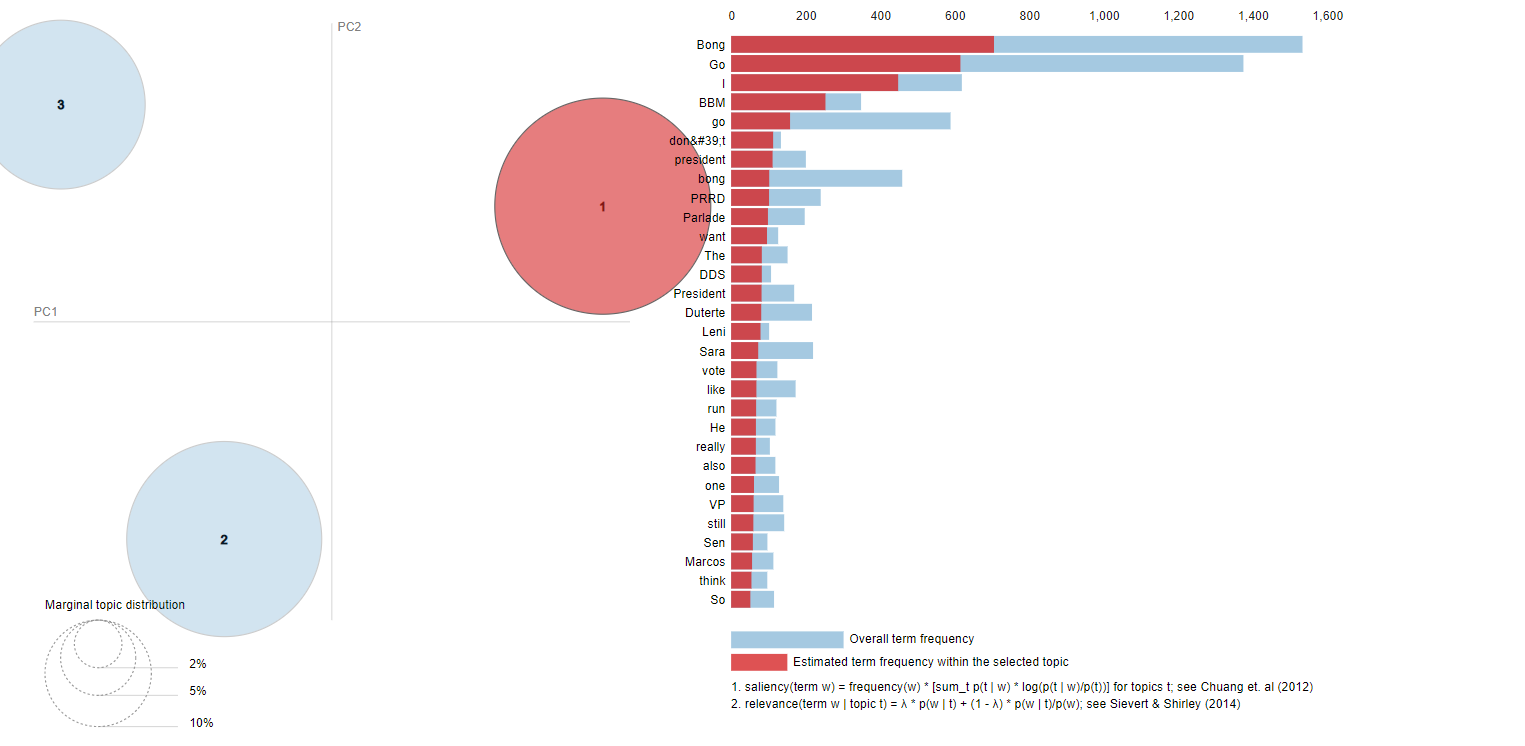 PC2
PC1
3
1
2
Marginal topic distribution
2%
5%
10%
0 200 400 600 800 1,000 1,200 1,400 1,600
Bong
Go
I
BBM
go
don&#39;t
president
bong
PRRD
Parlade
want
The
DDS
President
Duterte
Leni
Sara
vote
like
run
He
really
also
one
VP
still
Sen
Marcos
think
So
Overall term frequency
Estimated term frequency within the selected topic
1. saliency(term w) = frequency(w) * [sum_t p(t | w) * log(p(t | w)/p(t))] for topics t; see Chuang et. al (2012)
2. relevance(term w | topic t) = λ * p(w | t) + (1 - λ) * p(w | t)/p(w); see Sievert & Shirley (2014)